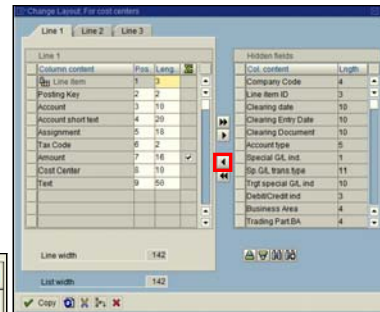 Change Layout: For cost centers
Line 1 Line 2 Line 3
Line 1
Column content Pos. Leng.
Line item 1 3
Posting Key 2 2
Account 3 10
Account short text 4 20
Assignment 5 18
Tax Code 6 2
Amount 7 16
Cost Center 8 10
Text 9 50
Line width 142
List width 142
Hidden fields
Col. content Lngth
Company Code 4
Line item ID 3
Clearing date 10
Clearing Entry Date 10
Clearing Document 10
Account type 5
Special G/L ind. 1
Sp.G/L trans.type 11
Trgt special G/L ind 10
Debit/Credit ind 3
Business Area 4
Trading Part.BA 4
Copy